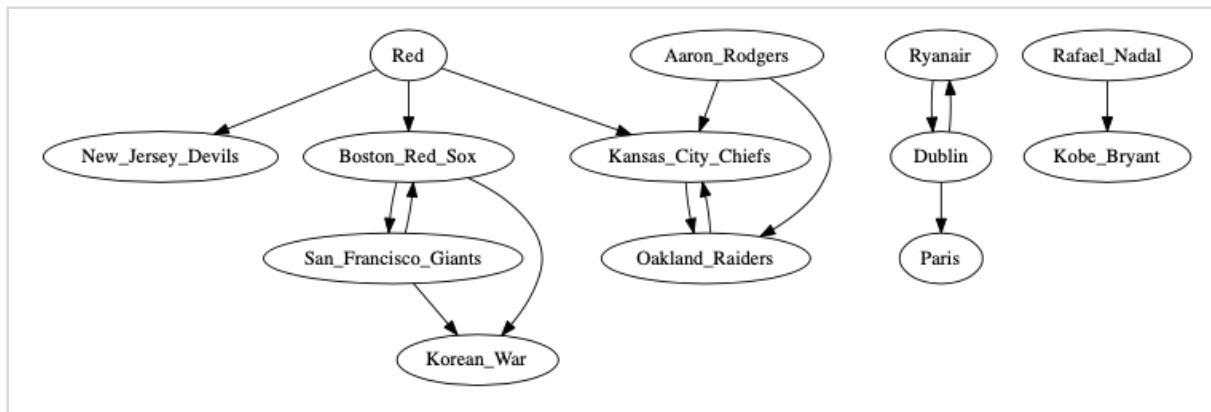 Red
Aaron_Rodgers
Ryanair
Rafael_Nadal
New_Jersey_Devils
Boston_Red_Sox
Kansas_City_Chiefs
Dublin
Kobe_Bryant
San_Francisco_Giants
Oakland_Raiders
Paris
Korean_War